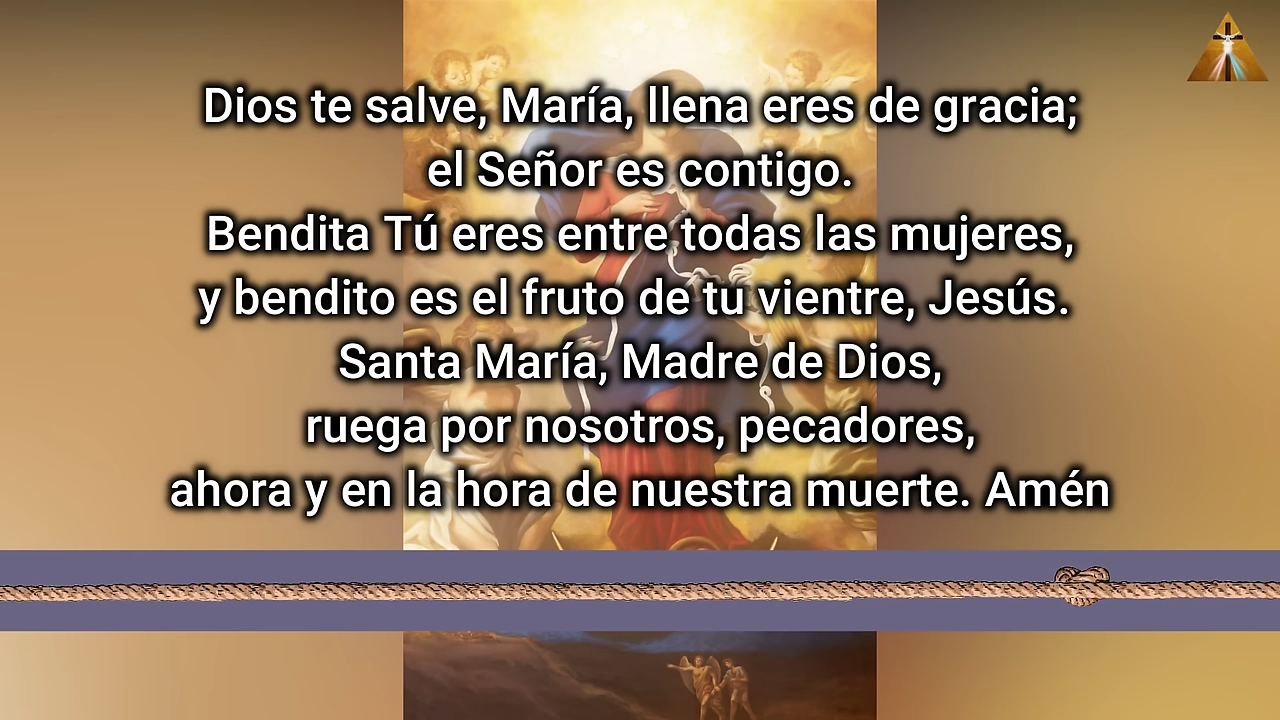 Dios te salve, María, llena eres de gracia;
el Señor es contigo.
Bendita Tú eres entre todas las mujeres,
y bendito es el fruto de tu vientre, Jesús.
Santa María, Madre de Dios,
ruega por nosotros, pecadores,
ahora y en la hora de nuestra muerte. Amén